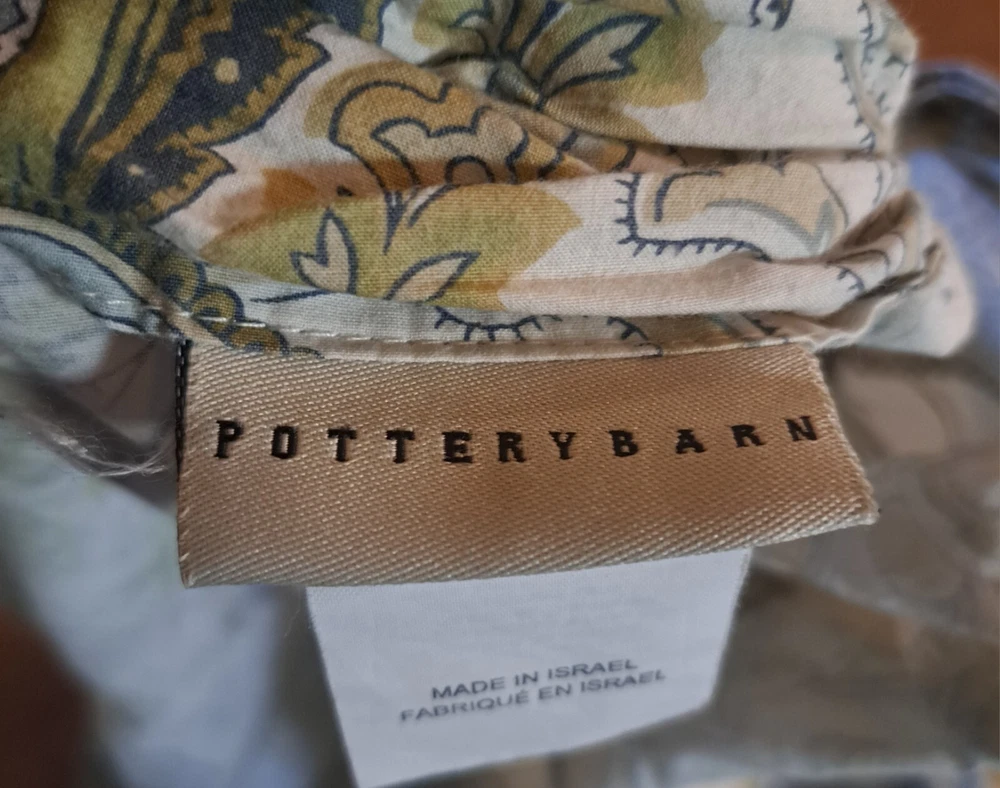 POTTERYBARN
MADE IN ISRAEL
FABRIQUÉ EN ISRAEL